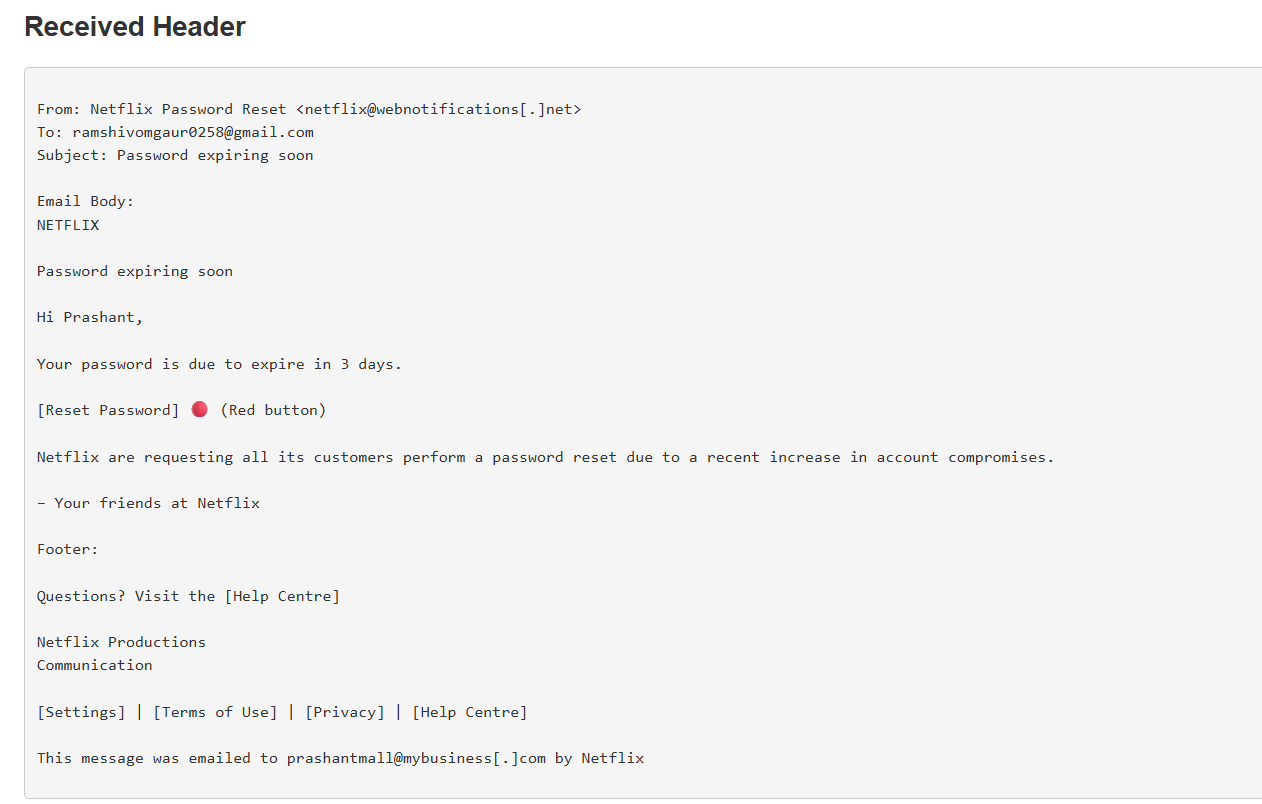 Received Header
From: Netflix Password Reset <netflix@webnotifications[.]net>
To: ramshivomgaur0258@gmail.com
Subject: Password expiring soon
Email Body:
NETFLIX
Password expiring soon
Hi Prashant,
Your password is due to expire in 3 days.
[Reset Password] 🔴 (Red button)
Netflix are requesting all its customers perform a password reset due to a recent increase in account compromises.
– Your friends at Netflix
Footer:
Questions? Visit the [Help Centre]
Netflix Productions
Communication
[Settings] | [Terms of Use] | [Privacy] | [Help Centre]
This message was emailed to prashantmall@mybusiness[.]com by Netflix